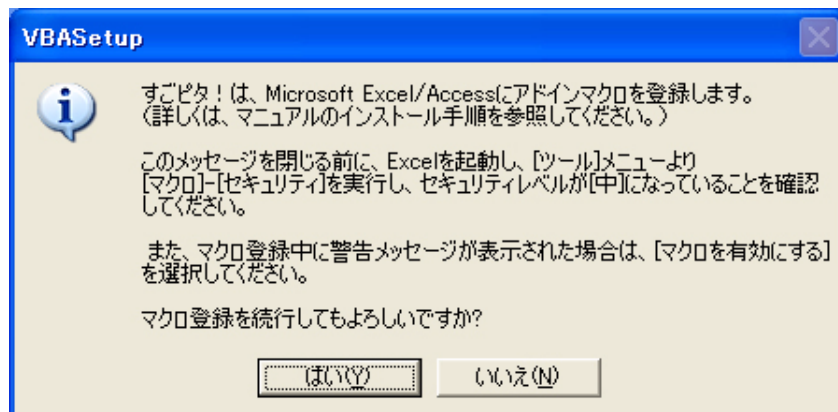 VBASetup
すごピタ！は、Microsoft Excel/Accessにアドインマクロを登録します。
（詳しくは、マニュアルのインストール手順を参照してください。）
このメッセージを閉じる前に、Excelを起動し、[ツール]メニューより
[マクロ]-[セキュリティ]を実行し、セキュリティレベルが[中]になっていることを確認
してください。
また、マクロ登録中に警告メッセージが表示された場合は、[マクロを有効にする]
を選択してください。
マクロ登録を続行してもよろしいですか?
はい(Y) いいえ(N)